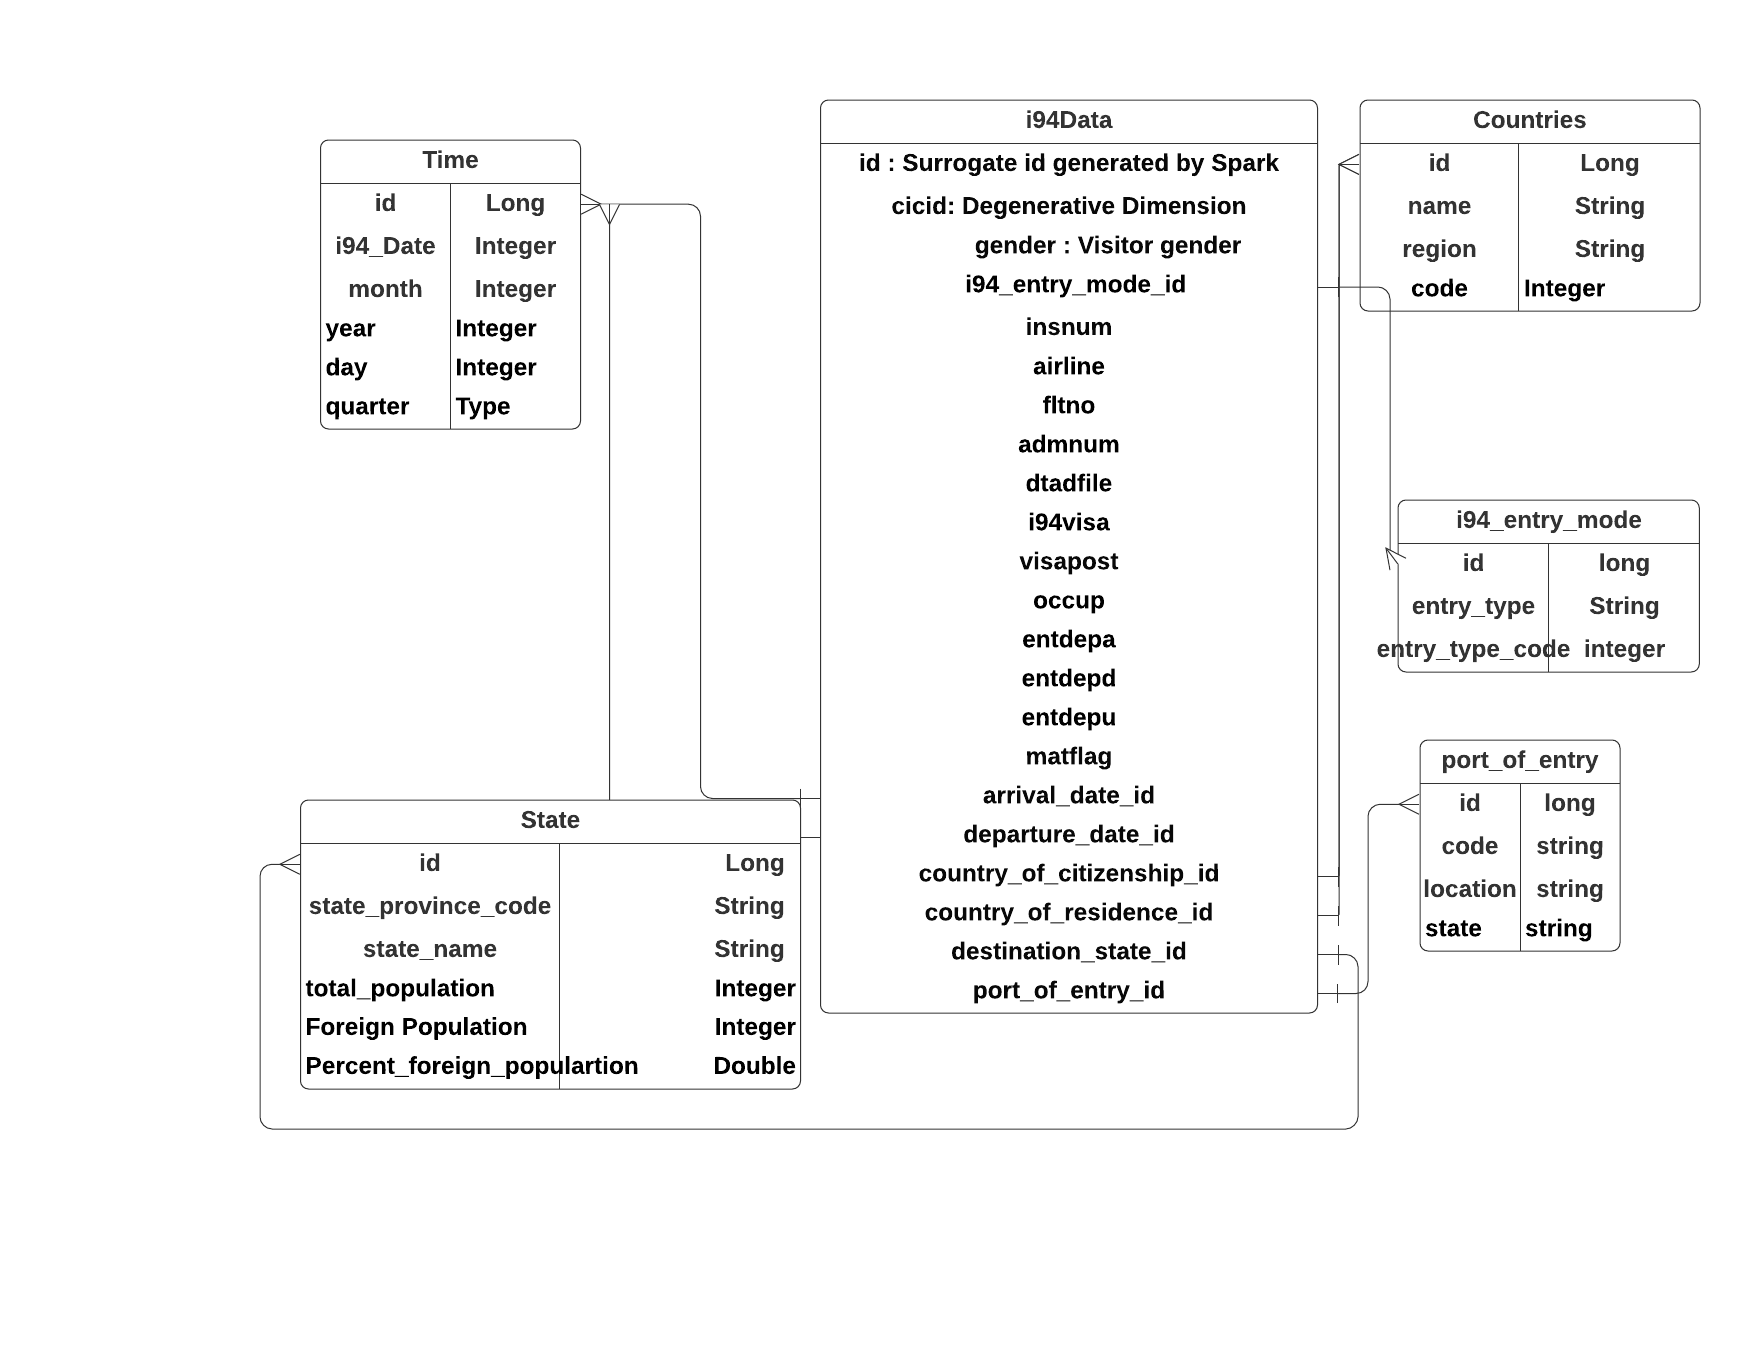 Time
id Long
i94_Date Integer
month Integer
year Integer
day Integer
quarter Type
i94Data
id : Surrogate id generated by Spark
cicid: Degenerative Dimension
gender : Visitor gender
i94_entry_mode_id
insnum
airline
fltno
admnum
dtadfile
i94visa
visapost
occup
entdepa
entdepd
entdepu
matflag
arrival_date_id
departure_date_id
country_of_citizenship_id
country_of_residence_id
destination_state_id
port_of_entry_id
Countries
id Long
name String
region String
code Integer
i94_entry_mode
id long
entry_type String
entry_type_code integer
port_of_entry
id long
code string
location string
state string
State
id Long
state_province_code String
state_name String
total_population Integer
Foreign Population Integer
Percent_foreign_populartion Double